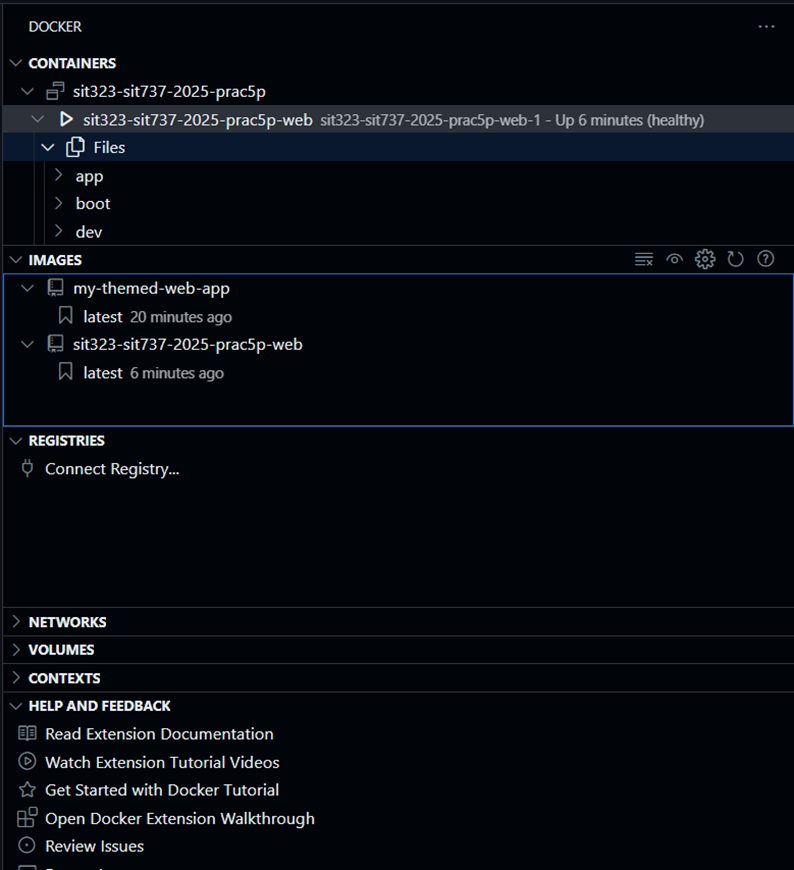 DOCKER
CONTAINERS
sit323-sit737-2025-prac5p
sit323-sit737-2025-prac5p-web sit323-sit737-2025-prac5p-web-1 - Up 6 minutes (healthy)
Files
app
boot
dev
IMAGES
my-themed-web-app
latest 20 minutes ago
sit323-sit737-2025-prac5p-web
latest 6 minutes ago
REGISTRIES
Connect Registry...
NETWORKS
VOLUMES
CONTEXTS
HELP AND FEEDBACK
Read Extension Documentation
Watch Extension Tutorial Videos
Get Started with Docker Tutorial
Open Docker Extension Walkthrough
Review Issues